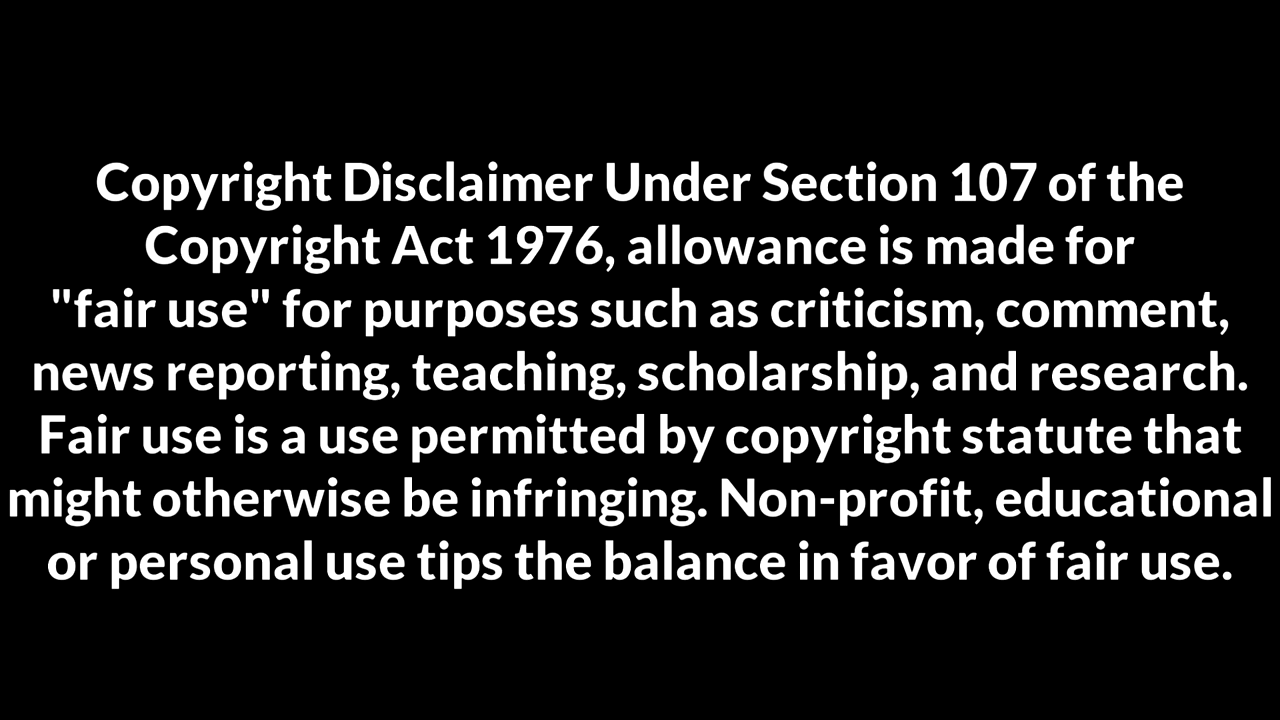 Copyright Disclaimer Under Section 107 of the
Copyright Act 1976, allowance is made for
"fair use" for purposes such as criticism, comment,
news reporting, teaching, scholarship, and research.
Fair use is a use permitted by copyright statute that
might otherwise be infringing. Non-profit, educational
or personal use tips the balance in favor of fair use.